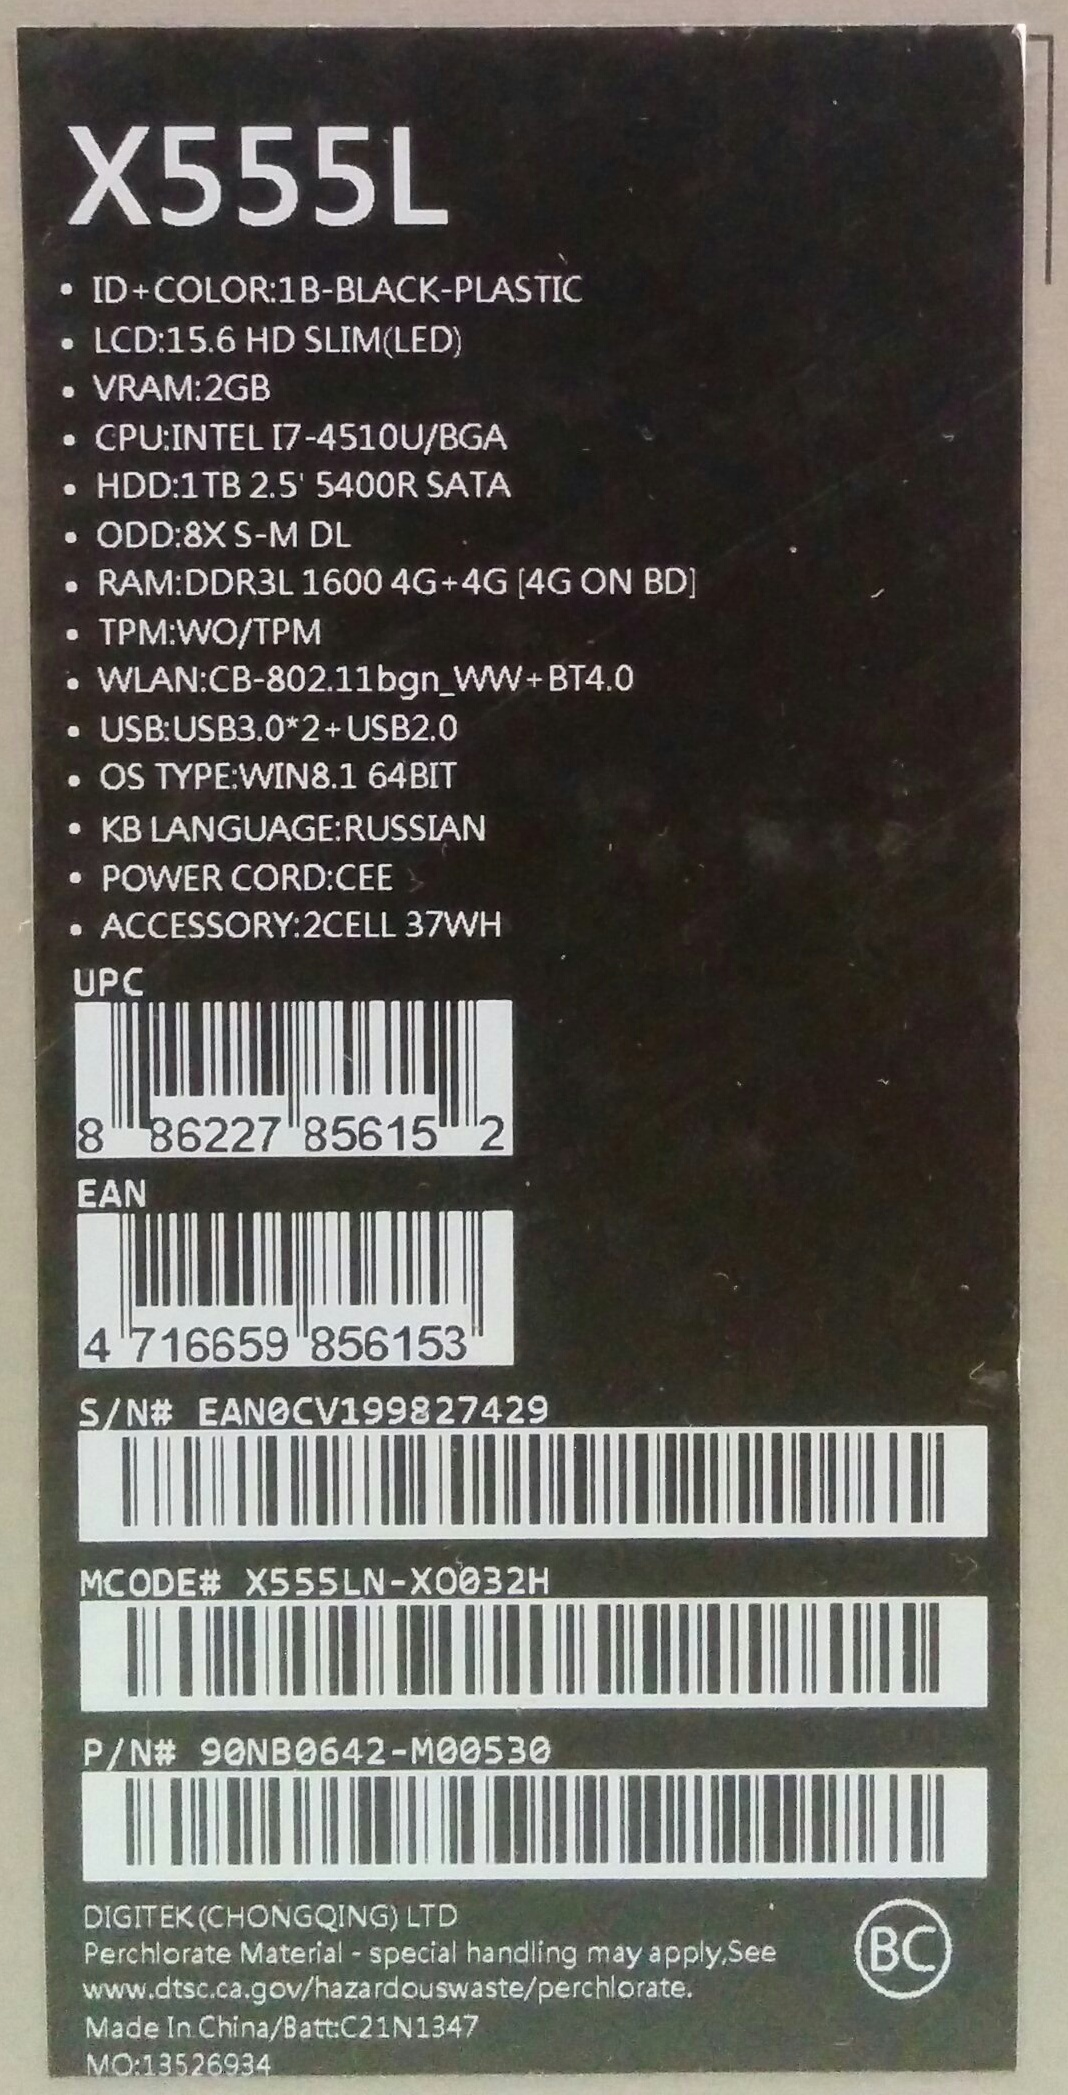 X555L
• ID+COLOR:1B-BLACK-PLASTIC
• LCD:15.6 HD SLIM(LED)
• VRAM:2GB
• CPU:INTEL I7-4510U/BGA
• HDD:1TB 2.5' 5400R SATA
• ODD:8X S-M DL
• RAM:DDR3L 1600 4G+4G [4G ON BD]
• TPM:WO/TPM
• WLAN:CB-802.11bgn_WW+BT4.0
• USB:USB3.0*2+USB2.0
• OS TYPE:WIN8.1 64BIT
• KB LANGUAGE:RUSSIAN
• POWER CORD:CEE
• ACCESSORY:2CELL 37WH
UPC
8 86227 85615 2
EAN
4 716659 856153
S/N# EAN0CV199827429
MCODE# X555LN-XO032H
P/N# 90NB0642-M00530
DIGITEK(CHONGQING) LTD
Perchlorate Material - special handling may apply,See
www.dtsc.ca.gov/hazardouswaste/perchlorate.
Made In China/Batt:C21N1347
MO:13526934
BC